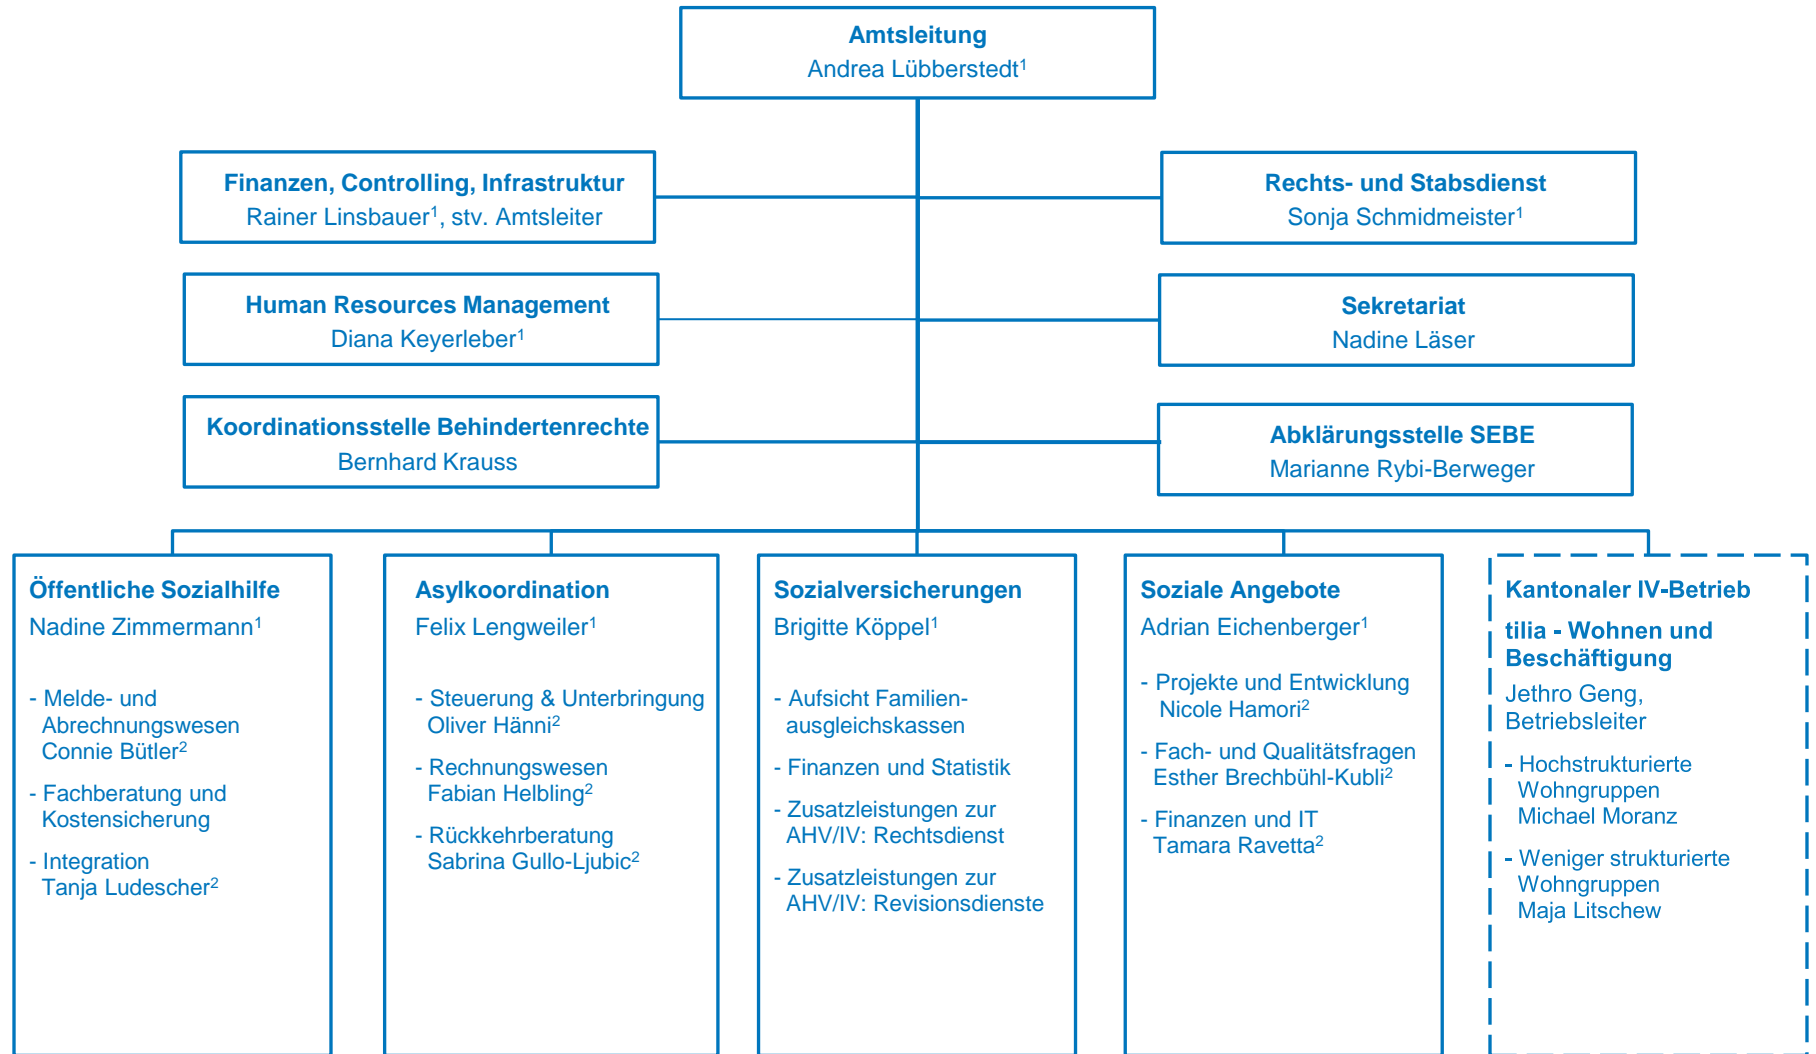 Amtsleitung
Andrea Lübberstedt¹
Finanzen, Controlling, Infrastruktur
Rainer Linsbauer¹, stv. Amtsleiter
Rechts- und Stabsdienst
Sonja Schmidmeister¹
Human Resources Management
Diana Keyerleber¹
Sekretariat
Nadine Läser
Koordinationsstelle Behindertenrechte
Bernhard Krauss
Abklärungsstelle SEBE
Marianne Rybi-Berweger
Öffentliche Sozialhilfe
Nadine Zimmermann¹
- Melde- und
Abrechnungswesen
Connie Bütler²
- Fachberatung und
Kostensicherung
- Integration
Tanja Ludescher²
Asylkoordination
Felix Lengweiler¹
- Steuerung & Unterbringung
Oliver Hänni²
- Rechnungswesen
Fabian Helbling²
- Rückkehrberatung
Sabrina Gullo-Ljubic²
Sozialversicherungen
Brigitte Köppel¹
- Aufsicht Familien-
ausgleichskassen
- Finanzen und Statistik
- Zusatzleistungen zur
AHV/IV: Rechtsdienst
- Zusatzleistungen zur
AHV/IV: Revisionsdienste
Soziale Angebote
Adrian Eichenberger¹
- Projekte und Entwicklung
Nicole Hamori²
- Fach- und Qualitätsfragen
Esther Brechbühl-Kubli²
- Finanzen und IT
Tamara Ravetta²
Kantonaler IV-Betrieb
tilia - Wohnen und
Beschäftigung
Jethro Geng,
Betriebsleiter
- Hochstrukturierte
Wohngruppen
Michael Moranz
- Weniger strukturierte
Wohngruppen
Maja Litschew